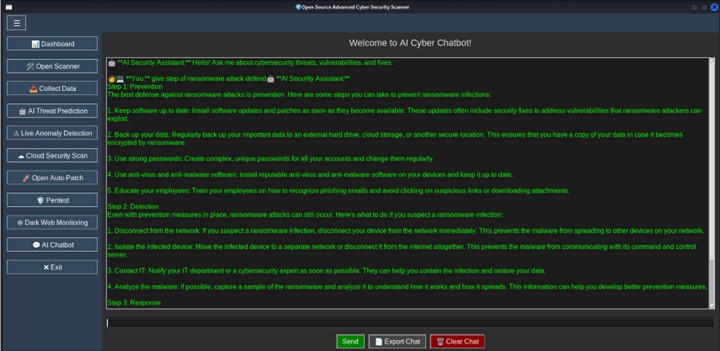 Open Source Advanced Cyber Security Scanner
☰
📊 Dashboard
🛠 Open Scanner
📥 Collect Data
🤖 AI Threat Prediction
⚠ Live Anomaly Detection
☁ Cloud Security Scan
🚀 Open Auto-Patch
🛡 Pentest
🌐 Dark Web Monitoring
💬 AI Chatbot
❌ Exit
Welcome to AI Cyber Chatbot!
🤖 **AI Security Assistant:** Hello! Ask me about cybersecurity threats, vulnerabilities, and fixes.
🧑💻 **You:** give step of ransomware attack defend🤖 **AI Security Assistant:**
Step 1: Prevention
The best defense against ransomware attacks is prevention. Here are some steps you can take to prevent ransomware infections:
1. Keep software up to date: Install software updates and patches as soon as they become available. These updates often include security fixes to address vulnerabilities that ransomware attackers can
exploit.
2. Back up your data: Regularly back up your important data to an external hard drive, cloud storage, or another secure location. This ensures that you have a copy of your data in case it becomes
encrypted by ransomware.
3. Use strong passwords: Create complex, unique passwords for all your accounts and change them regularly.
4. Use anti-virus and anti-malware software: Install reputable anti-virus and anti-malware software on your devices and keep it up to date.
5. Educate your employees: Train your employees on how to recognize phishing emails and avoid clicking on suspicious links or downloading attachments.
Step 2: Detection
Even with prevention measures in place, ransomware attacks can still occur. Here's what to do if you suspect a ransomware infection:
1. Disconnect from the network: If you suspect a ransomware infection, disconnect your device from the network immediately. This prevents the malware from spreading to other devices on your network.
2. Isolate the infected device: Move the infected device to a separate network or disconnect it from the internet altogether. This prevents the malware from communicating with its command and control
server.
3. Contact IT: Notify your IT department or a cybersecurity expert as soon as possible. They can help you contain the infection and restore your data.
4. Analyze the malware: If possible, capture a sample of the ransomware and analyze it to understand how it works and how it spreads. This information can help you develop better prevention measures.
Step 3: Response
Send
📄 Export Chat
🗑 Clear Chat